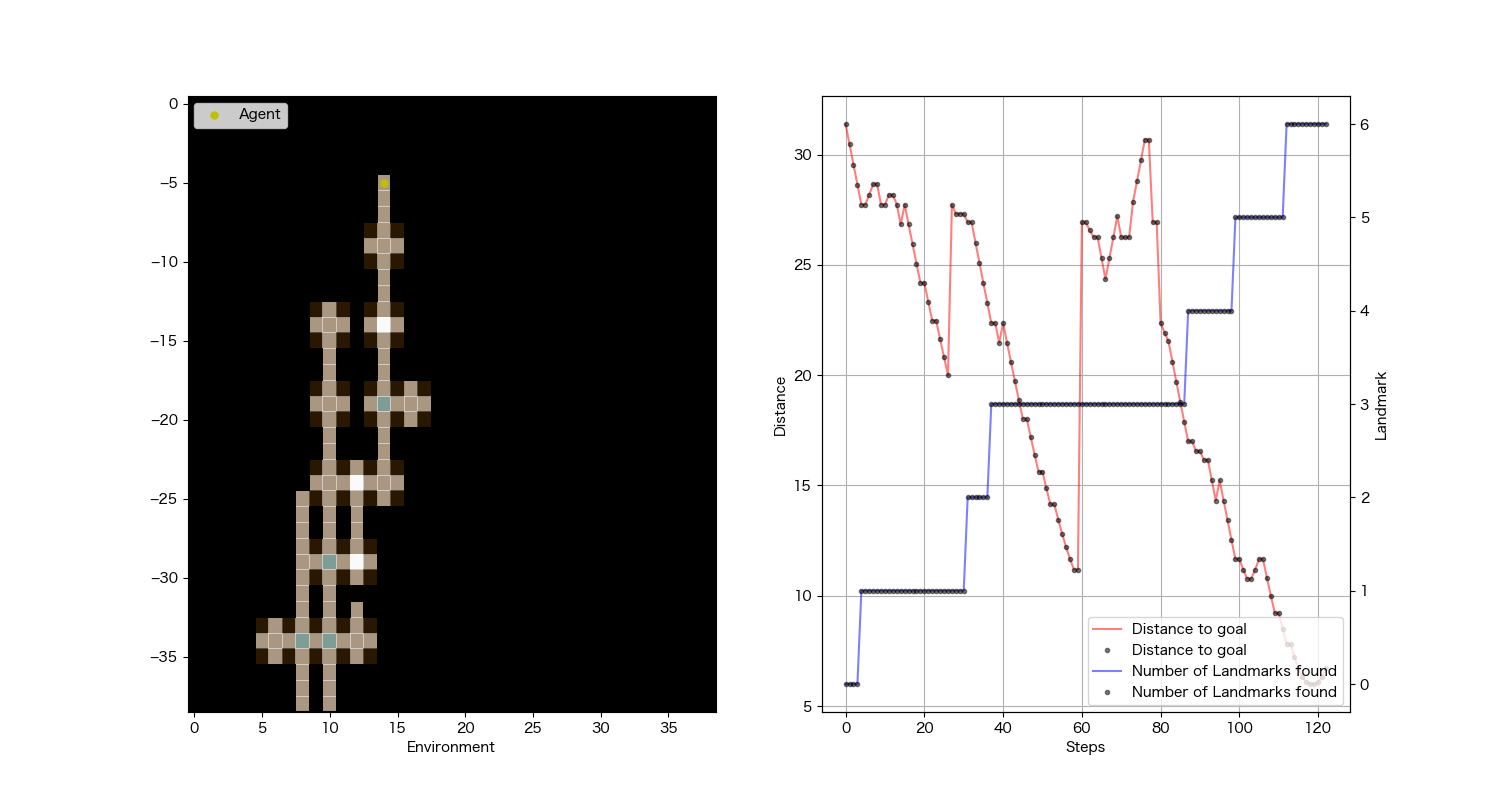 Agent
0
−5
−10
−15
−20
−25
−30
−35
0 5 10 15 20 25 30 35
Environment
Distance
30
25
20
15
10
5
0 20 40 60 80 100 120
Steps
6
5
4
3
2
1
0
Landmark
Distance to goal
Distance to goal
Number of Landmarks found
Number of Landmarks found